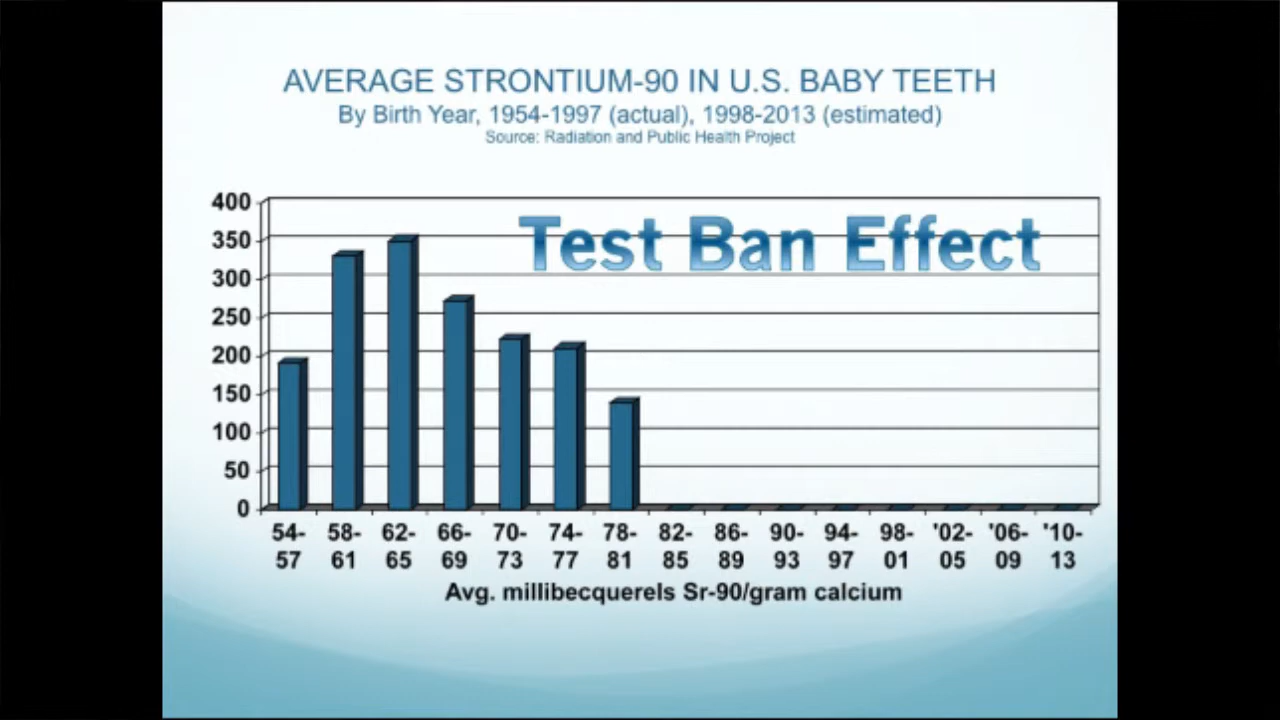 AVERAGE STRONTIUM-90 IN U.S. BABY TEETH
By Birth Year, 1954-1997 (actual), 1998-2013 (estimated)
Source: Radiation and Public Health Project
Test Ban Effect
400
350
300
250
200
150
100
50
0
54- 58- 62- 66- 70- 74- 78- 82- 86- 90- 94- 98- '02- '06- '10-
57 61 65 69 73 77 81 85 89 93 97 01 05 09 13
Avg. millibecquerels Sr-90/gram calcium